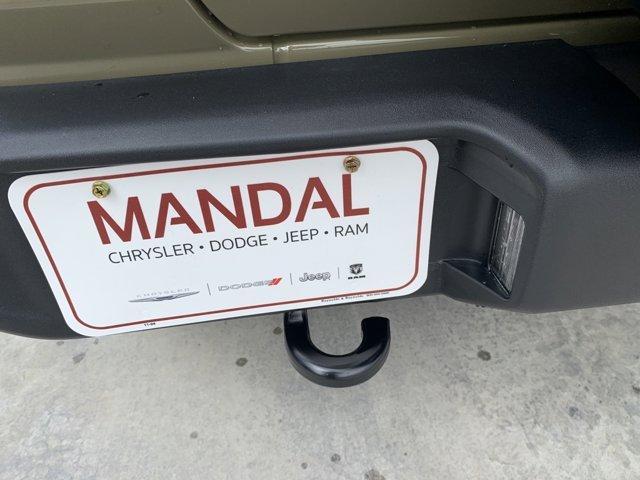 MANDAL
CHRYSLER • DODGE • JEEP • RAM
CHRYSLER DODGE Jeep RAM